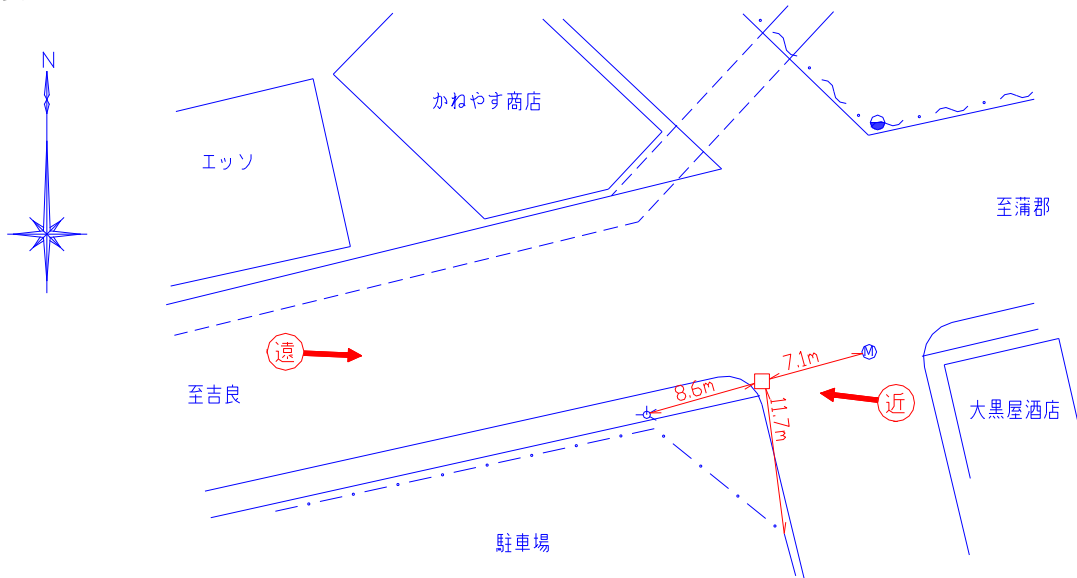 N
かねやす商店
エッソ
至蒲郡
遠
至吉良
M
7.1m
8.6m
11.7m
近
大黒屋酒店
駐車場